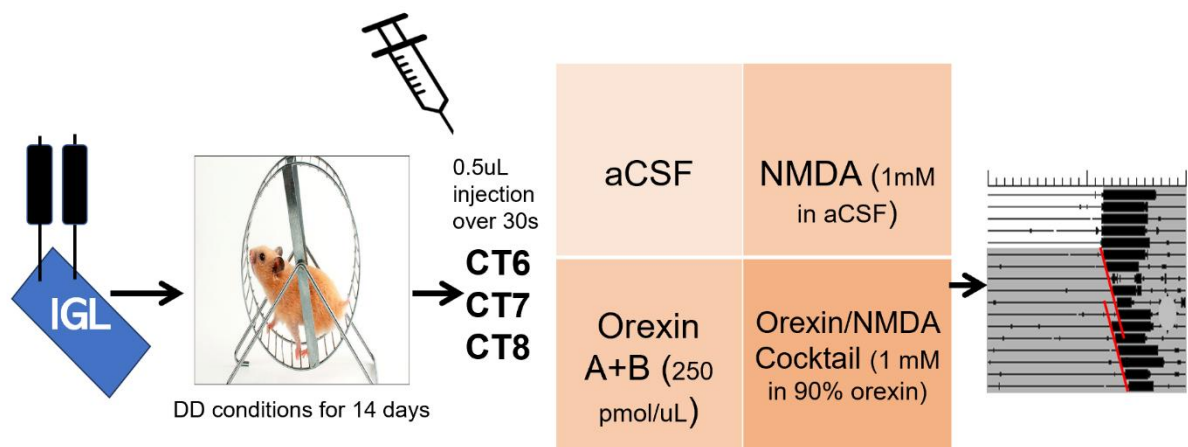 IGL
DD conditions for 14 days
0.5uL
injection
over 30s
CT6
CT7
CT8
aCSF
NMDA (1mM
in aCSF)
Orexin
A+B (250
pmol/uL)
Orexin/NMDA
Cocktail (1 mM
in 90% orexin)